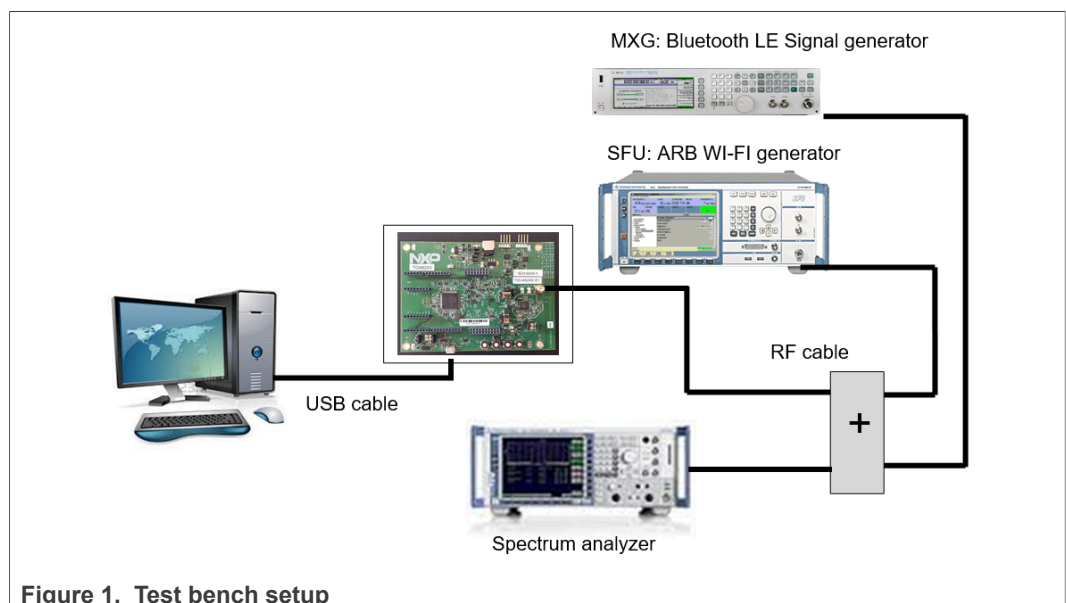 MXG: Bluetooth LE Signal generator
SFU: ARB WI-FI generator
NXP
RF cable
USB cable
+
Spectrum analyzer
Figure 1. Test bench setup